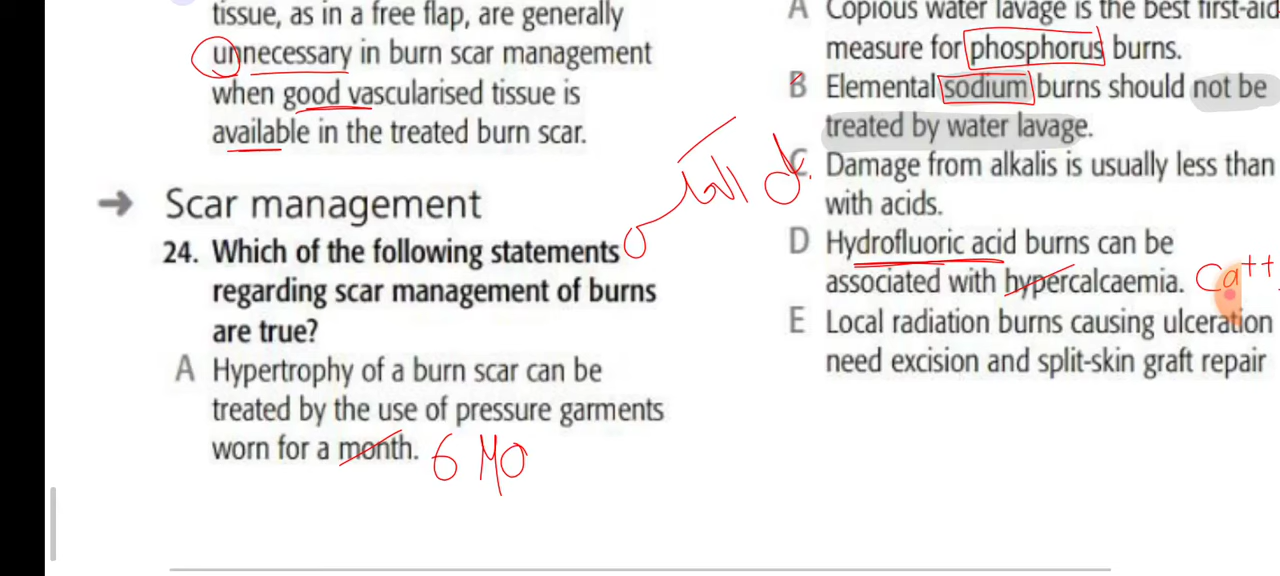 tissue, as in a free flap, are generally
unnecessary in burn scar management
when good vascularised tissue is
available in the treated burn scar.
→ Scar management
24. Which of the following statements
regarding scar management of burns
are true?
A Hypertrophy of a burn scar can be
treated by the use of pressure garments
worn for a month. 6 MO
A Copious water lavage is the best first-aid
measure for phosphorus burns.
B Elemental sodium burns should not be
treated by water lavage.
C Damage from alkalis is usually less than
with acids.
D Hydrofluoric acid burns can be
associated with hypercalcaemia. Ca++
E Local radiation burns causing ulceration
need excision and split-skin graft repair